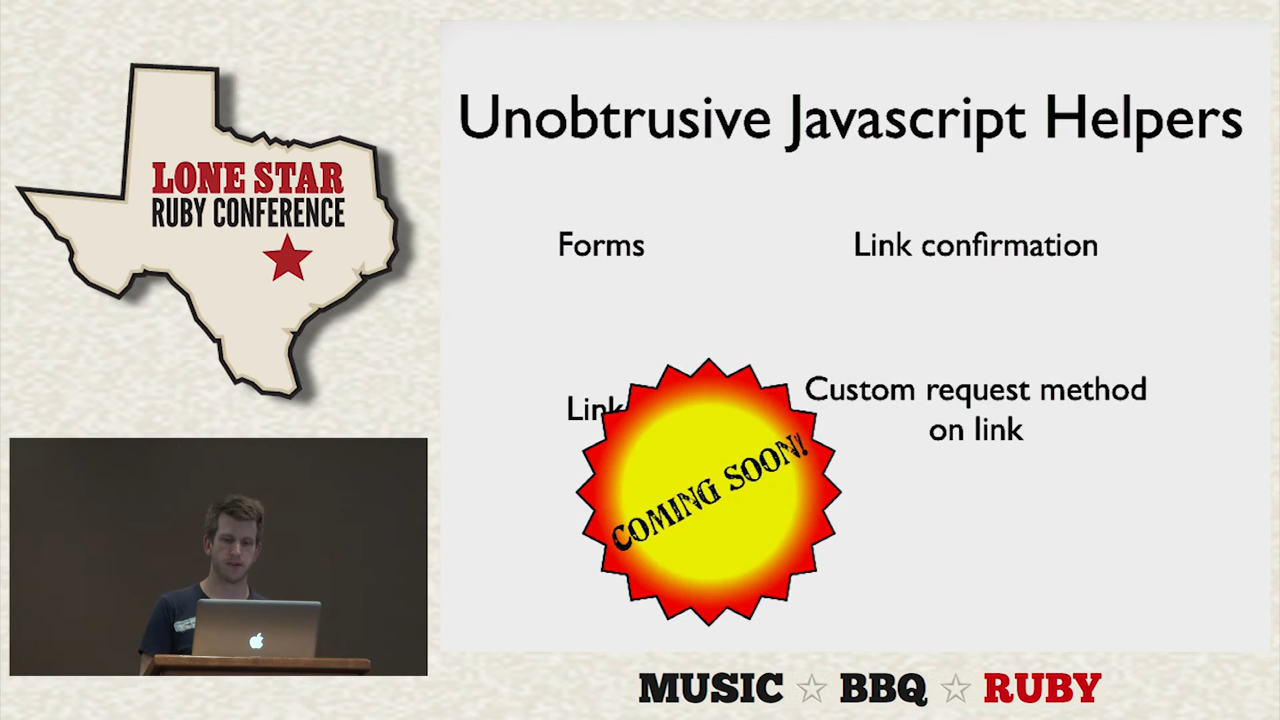 LONE STAR
RUBY CONFERENCE
Unobtrusive Javascript Helpers
Forms
Link confirmation
Link
Custom request method
on link
COMING SOON!
MUSIC ☆ BBQ ☆ RUBY